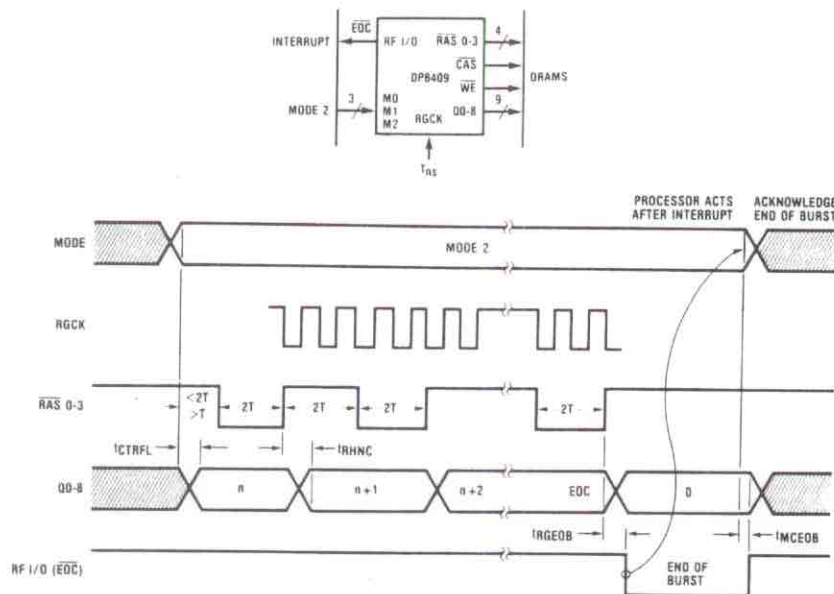 EOC
INTERRUPT
RF I/O
RAS 0-3
4
CAS
DP8409
WE
DRAMS
MODE 2
3
M0
M1
M2
RGCK
Q0-8
9
TRS
PROCESSOR ACTS
AFTER INTERRUPT
ACKNOWLEDGE
END OF BURST
MODE
MODE 2
RGCK
RAS 0-3
<2T
>T
2T
2T
2T
2T
tCTRFL
tRHNC
Q0-8
n
n+1
n+2
EOC
0
tRGEOB
tMCEOB
RF I/O (EOC)
END OF
BURST